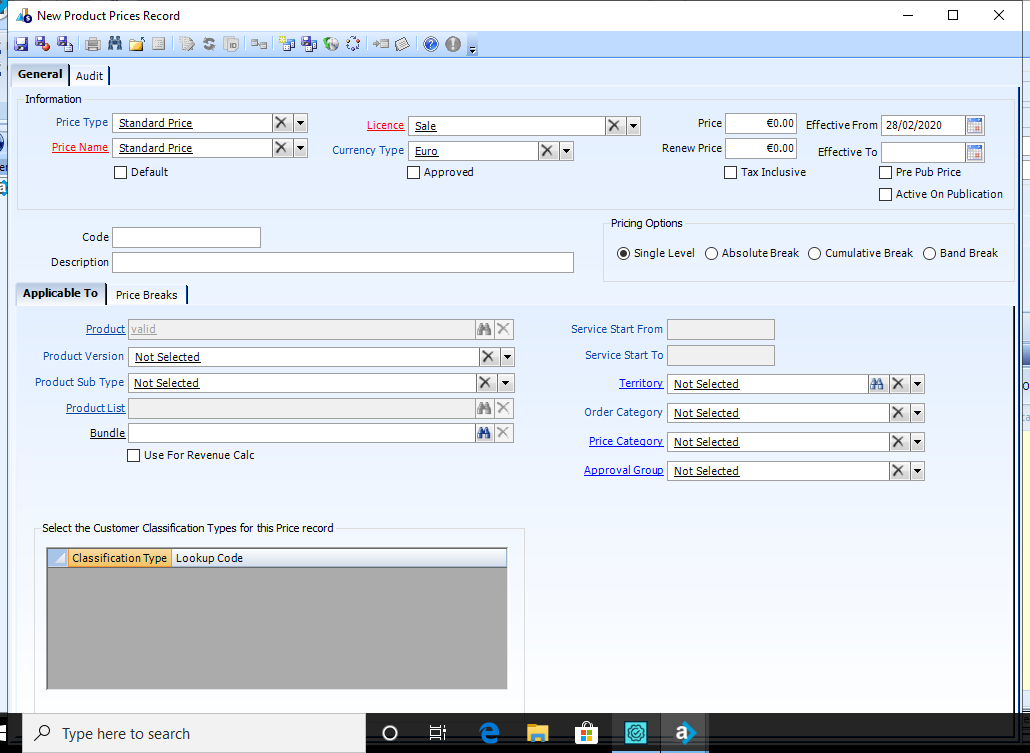 New Product Prices Record
General Audit
Information
Price Type Standard Price Licence Sale Price €0.00 Effective From 28/02/2020
Price Name Standard Price Currency Type Euro Renew Price €0.00 Effective To
Default Approved Tax Inclusive Pre Pub Price
Active On Publication
Pricing Options
Code
Single Level Absolute Break Cumulative Break Band Break
Description
Applicable To Price Breaks
Product valid Service Start From
Product Version Not Selected Service Start To
Product Sub Type Not Selected Territory Not Selected
Product List Order Category Not Selected
Bundle Price Category Not Selected
Use For Revenue Calc Approval Group Not Selected
Select the Customer Classification Types for this Price record
Classification Type Lookup Code
Type here to search